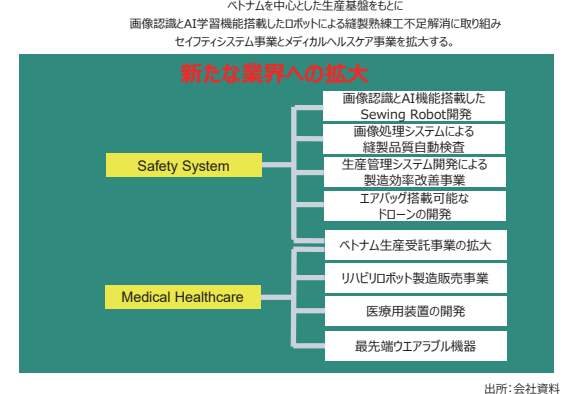 ベトナムを中心とした生産基盤をもとに
画像認識とAI学習機能搭載したロボットによる縫製熟練工不足解消に取り組み
セイフティシステム事業とメディカルヘルスケア事業を拡大する。
新たな業界への拡大
Safety System
画像認識とAI機能搭載した
Sewing Robot開発
画像処理システムによる
縫製品質自動検査
生産管理システム開発による
製造効率改善事業
エアバッグ搭載可能な
ドローンの開発
ベトナム生産受託事業の拡大
Medical Healthcare
リハビリロボット製造販売事業
医療用装置の開発
最先端ウエアラブル機器
出所：会社資料